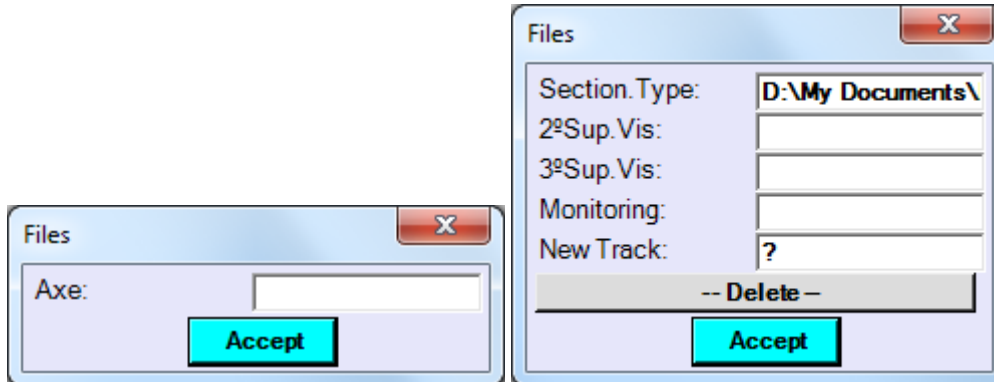 Files
Axe:
Accept
Files
Section.Type: D:\My Documents\
2ºSup.Vis:
3ºSup.Vis:
Monitoring:
New Track: ?
-- Delete --
Accept